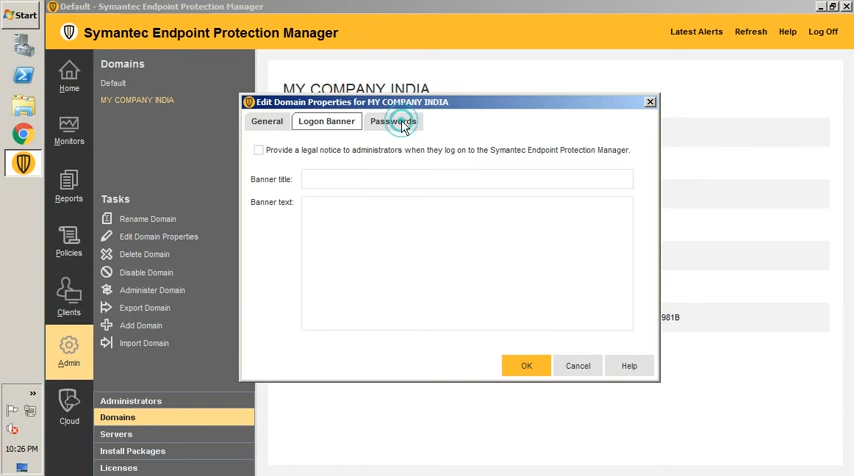 Start
Default - Symantec Endpoint Protection Manager
Symantec Endpoint Protection Manager
Latest Alerts
Refresh
Help
Log Off
Home
Monitors
Reports
Policies
Clients
Admin
Cloud
Domains
Default
MY COMPANY INDIA
Tasks
Rename Domain
Edit Domain Properties
Delete Domain
Disable Domain
Administer Domain
Export Domain
Add Domain
Import Domain
Administrators
Domains
Servers
Install Packages
Licenses
MY COMPANY INDIA
Edit Domain Properties for MY COMPANY INDIA
General
Logon Banner
Passwords
Provide a legal notice to administrators when they log on to the Symantec Endpoint Protection Manager.
Banner title:
Banner text:
981B
OK
Cancel
Help
10:26 PM